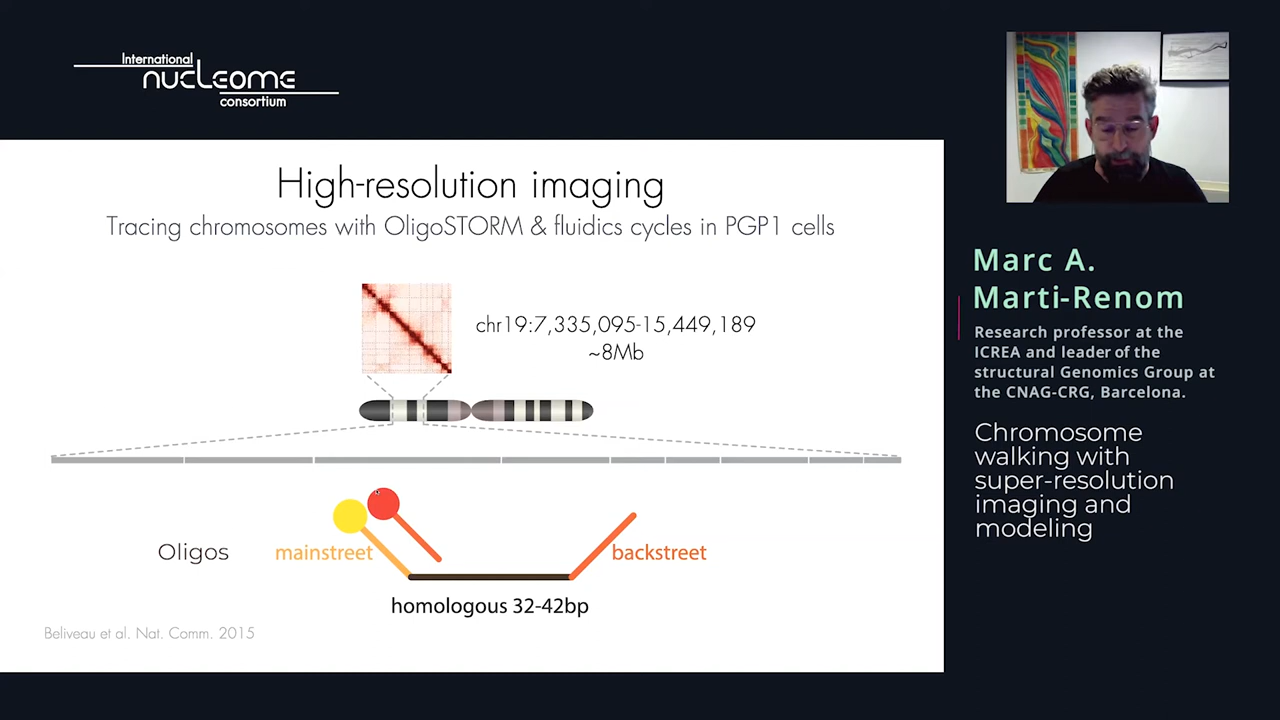 International
nucleome
consortium
High-resolution imaging
Tracing chromosomes with OligoSTORM & fluidics cycles in PGP1 cells
chr19:7,335,095-15,449,189
~8Mb
Oligos
mainstreet
backstreet
homologous 32-42bp
Beliveau et al. Nat. Comm. 2015
Marc A.
Marti-Renom
Research professor at the
ICREA and leader of the
structural Genomics Group at
the CNAG-CRG, Barcelona.
Chromosome
walking with
super-resolution
imaging and
modeling